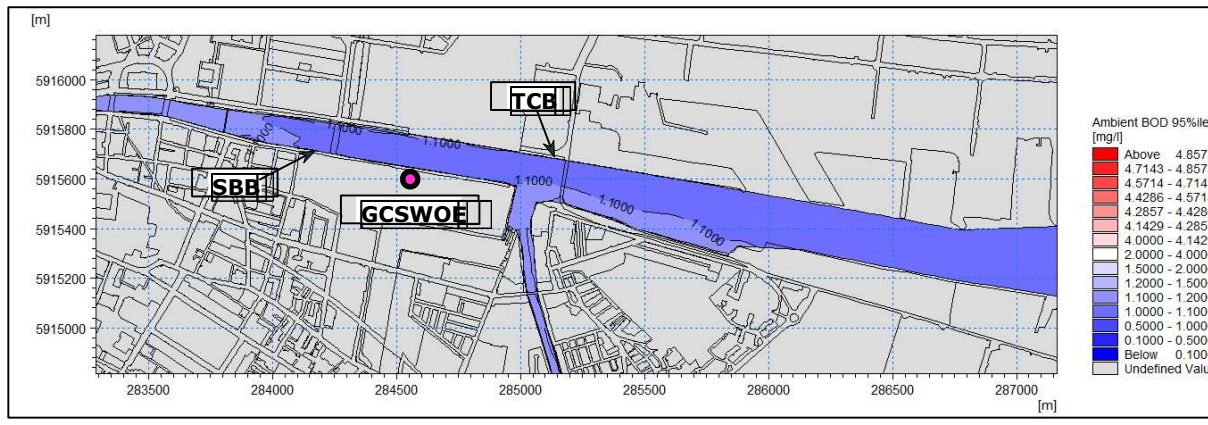 [m]
5916000
5915800
5915600
5915400
5915200
5915000
283500
284000
284500
285000
285500
286000
286500
287000
[m]
1.1000
1.1000
1.1000
1.1000
1.1000
TCB
SBB
GCSWOE
Ambient BOD 95%ile
[mg/l]
Above 4.857
4.7143 - 4.857
4.5714 - 4.714
4.4286 - 4.571
4.2857 - 4.428
4.1429 - 4.285
4.0000 - 4.142
2.0000 - 4.000
1.5000 - 2.000
1.2000 - 1.500
1.1000 - 1.200
1.0000 - 1.100
0.5000 - 1.000
0.1000 - 0.500
Below 0.100
Undefined Valu